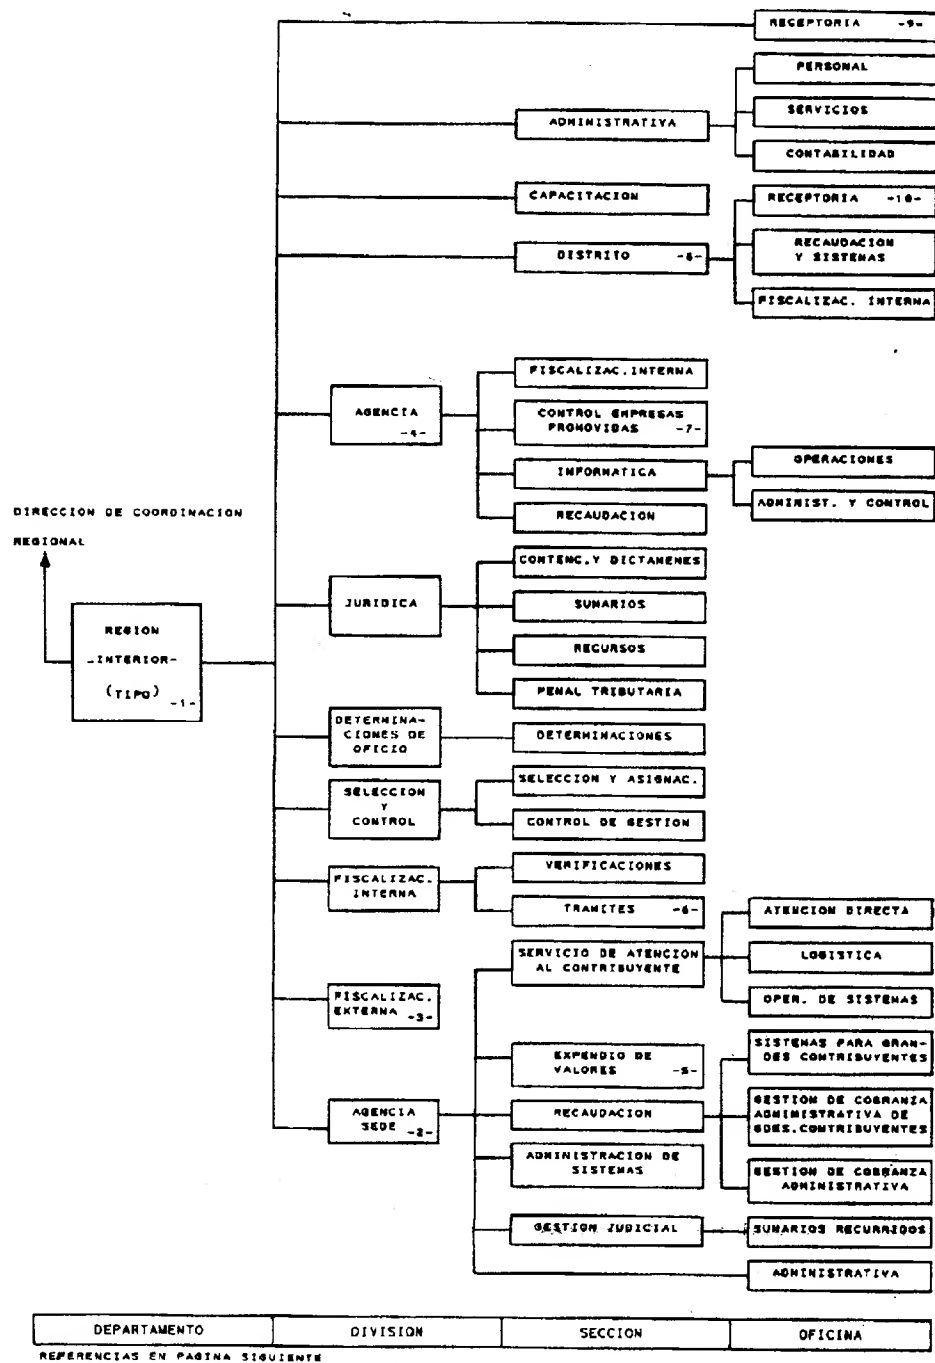 RECEPTORIA -9-
PERSONAL
ADMINISTRATIVA
SERVICIOS
CONTABILIDAD
CAPACITACION
RECEPTORIA -10-
DISTRITO -8-
RECAUDACION
Y SISTEMAS
FISCALIZAC. INTERNA
FISCALIZAC.INTERNA
AGENCIA
-4-
CONTROL EMPRESAS
PROMOVIDAS -7-
INFORMATICA
OPERACIONES
ADMINIST. Y CONTROL
RECAUDACION
DIRECCION DE COORDINACION
REGIONAL
CONTENC.Y DICTAMENES
JURIDICA
SUMARIOS
RECURSOS
PENAL TRIBUTARIA
REGION
-INTERIOR-
(TIPO) -1-
DETERMINA-
CIONES DE
OFICIO
DETERMINACIONES
SELECCION
Y
CONTROL
SELECCION Y ASIGNAC.
CONTROL DE GESTION
FISCALIZAC.
INTERNA
VERIFICACIONES
TRAMITES -6-
SERVICIO DE ATENCION
AL CONTRIBUYENTE
ATENCION DIRECTA
LOGISTICA
OPER. DE SISTEMAS
FISCALIZAC.
EXTERNA -3-
EXPENDIO DE
VALORES -5-
SISTEMAS PARA GRAN-
DES CONTRIBUYENTES
AGENCIA
SEDE -2-
RECAUDACION
GESTION DE COBRANZA
ADMINISTRATIVA DE
GDES.CONTRIBUYENTES
ADMINISTRACION DE
SISTEMAS
GESTION DE COBRANZA
ADMINISTRATIVA
GESTION JUDICIAL
SUMARIOS RECURRIDOS
ADMINISTRATIVA
DEPARTAMENTO DIVISION SECCION OFICINA
REFERENCIAS EN PAGINA SIGUIENTE